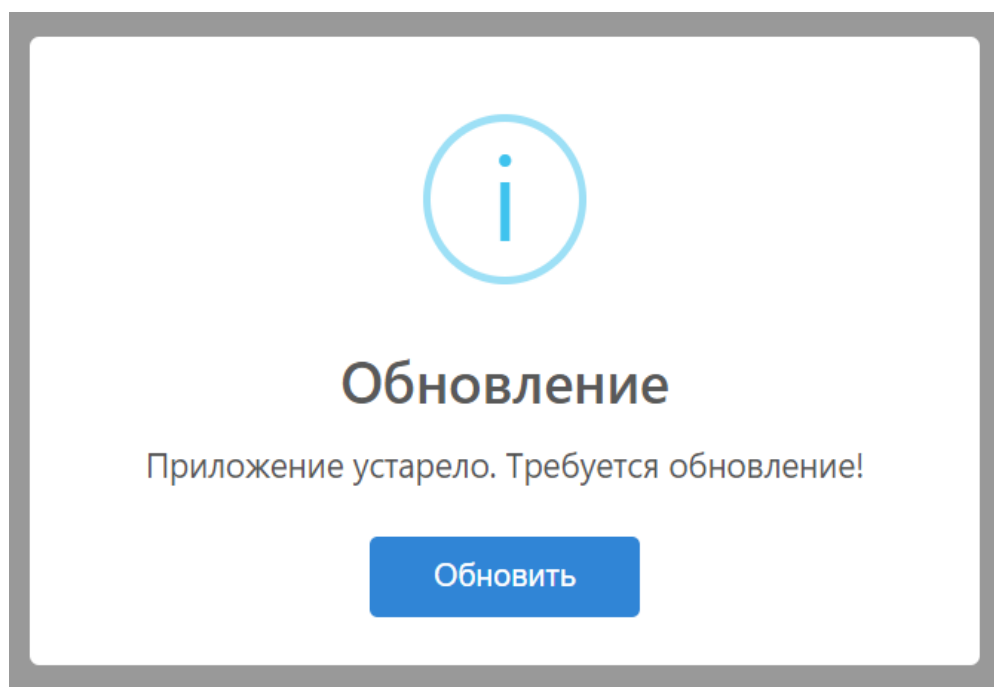 i
Обновление
Приложение устарело. Требуется обновление!
Обновить